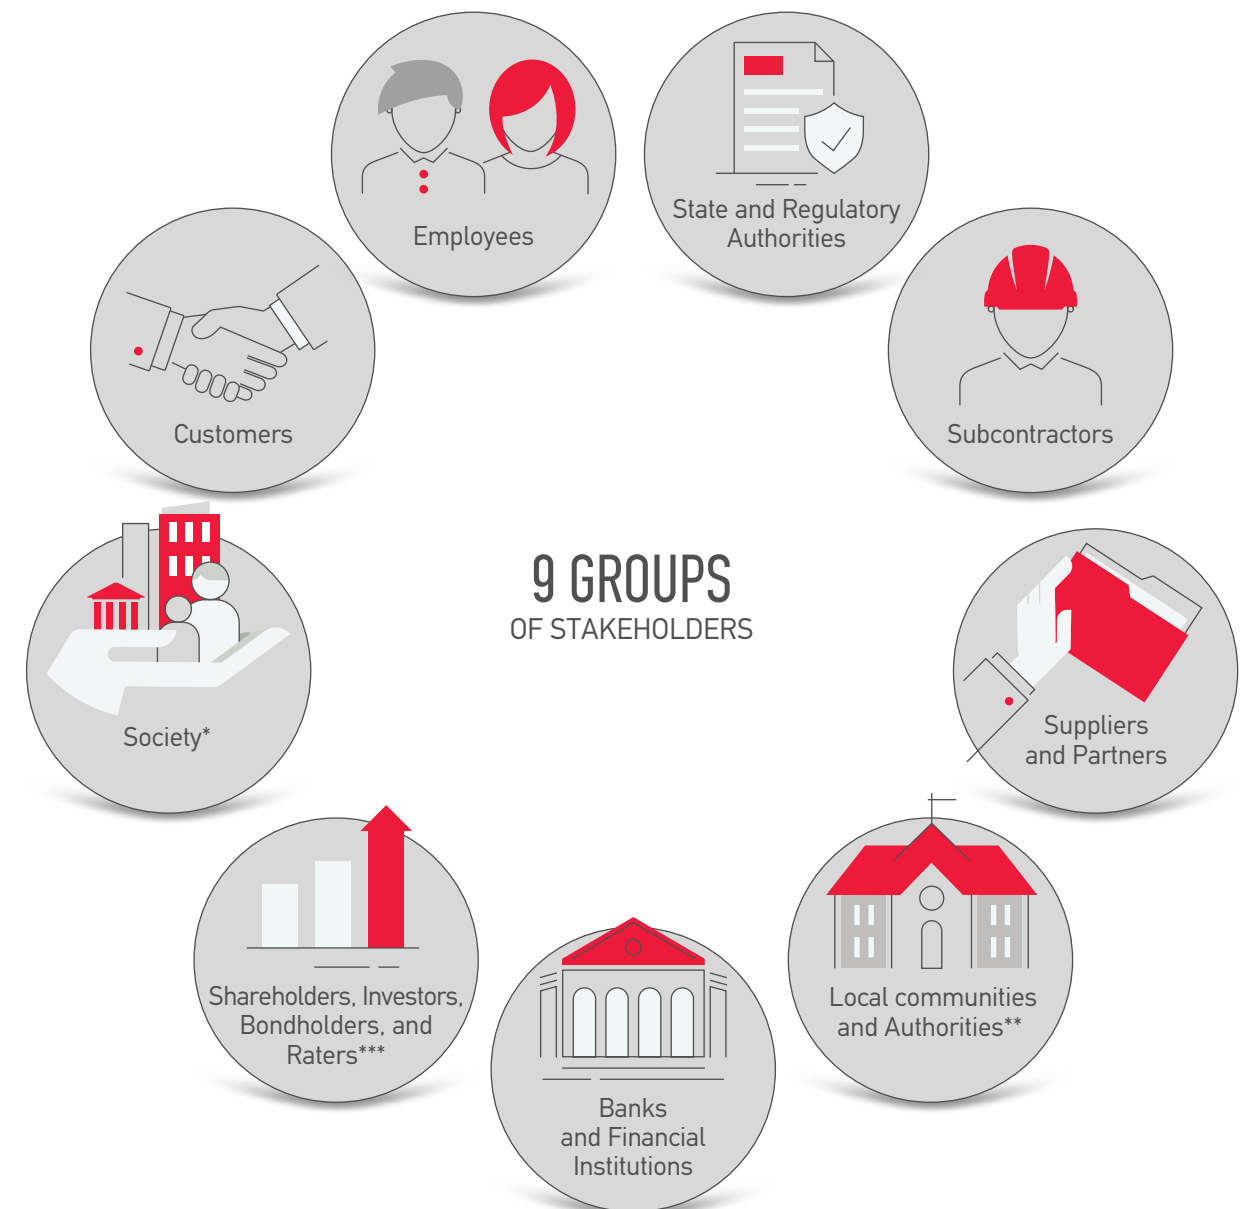 Employees
State and Regulatory
Authorities
Customers
Subcontractors
9 GROUPS
OF STAKEHOLDERS
Society*
Suppliers
and Partners
Shareholders, Investors,
Bondholders, and
Raters***
Local communities
and Authorities**
Banks
and Financial
Institutions